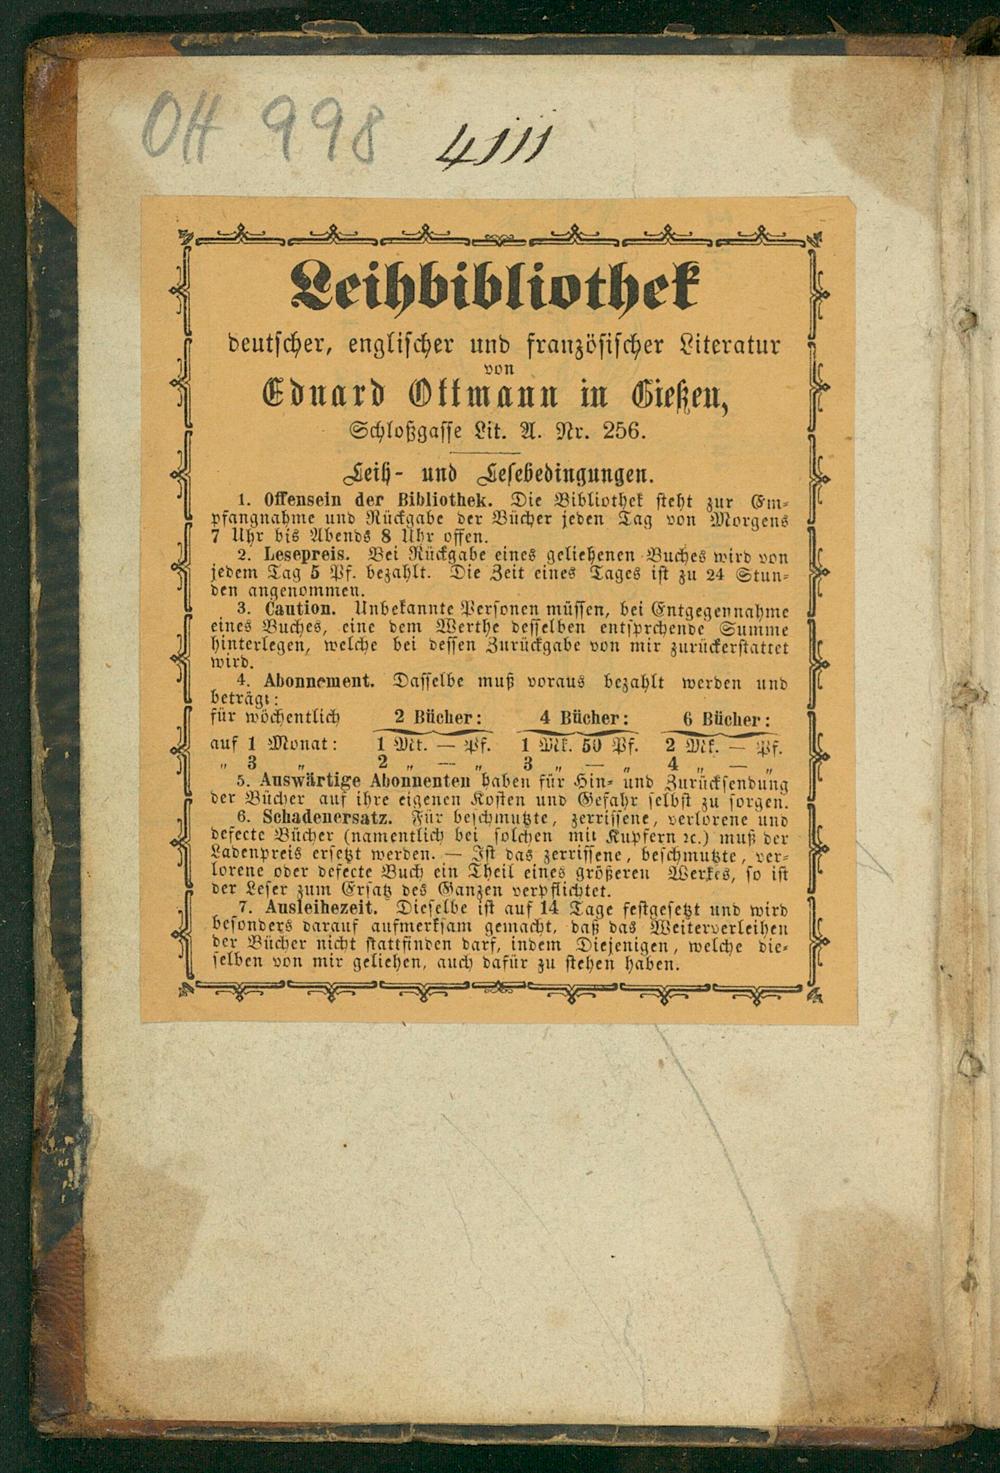 OH 998 4111
Leihbibliothek
deutscher, englischer und französischer Literatur
von
Eduard Ottmann in Gießen,
Schloßgasse Lit. A. Nr. 256.
Leih- und Lesebedingungen.
1. Offensein der Bibliothek. Die Bibliothek steht zur Em-
pfangnahme und Rückgabe der Bücher jeden Tag von Morgens
7 Uhr bis Abends 8 Uhr offen.
2. Lesepreis. Bei Rückgabe eines geliehenen Buches wird von
jedem Tag 5 Pf. bezahlt. Die Zeit eines Tages ist zu 24 Stun-
den angenommen.
3. Caution. Unbekannte Personen müssen, bei Entgegennahme
eines Buches, eine dem Werthe desselben entsprchende Summe
hinterlegen, welche bei dessen Zurückgabe von mir zurückerstattet
wird.
4. Abonnement. Dasselbe muß voraus bezahlt werden und
beträgt:
für wöchentlich 2 Bücher: 4 Bücher: 6 Bücher:
auf 1 Monat: 1 Mk. — Pf. 1 Mk. 50 Pf. 2 Mk. — Pf.
„ 3 „ 2 „ — „ 3 „ — „ 4 „ — „
5. Auswärtige Abonnenten haben für Hin- und Zurücksendung
der Bücher auf ihre eigenen Kosten und Gefahr selbst zu sorgen.
6. Schadenersatz. Für beschmutzte, zerrissene, verlorene und
defecte Bücher (namentlich bei solchen mit Kupfern ꝛc.) muß der
Ladenpreis ersetzt werden. — Ist das zerrissene, beschmutzte, ver-
lorene oder defecte Buch ein Theil eines größeren Werkes, so ist
der Leser zum Ersatz des Ganzen verpflichtet.
7. Ausleihezeit. Dieselbe ist auf 14 Tage festgesetzt und wird
besonders darauf aufmerksam gemacht, daß das Weiterverleihen
der Bücher nicht stattfinden darf, indem Diejenigen, welche die-
selben von mir geliehen, auch dafür zu stehen haben.